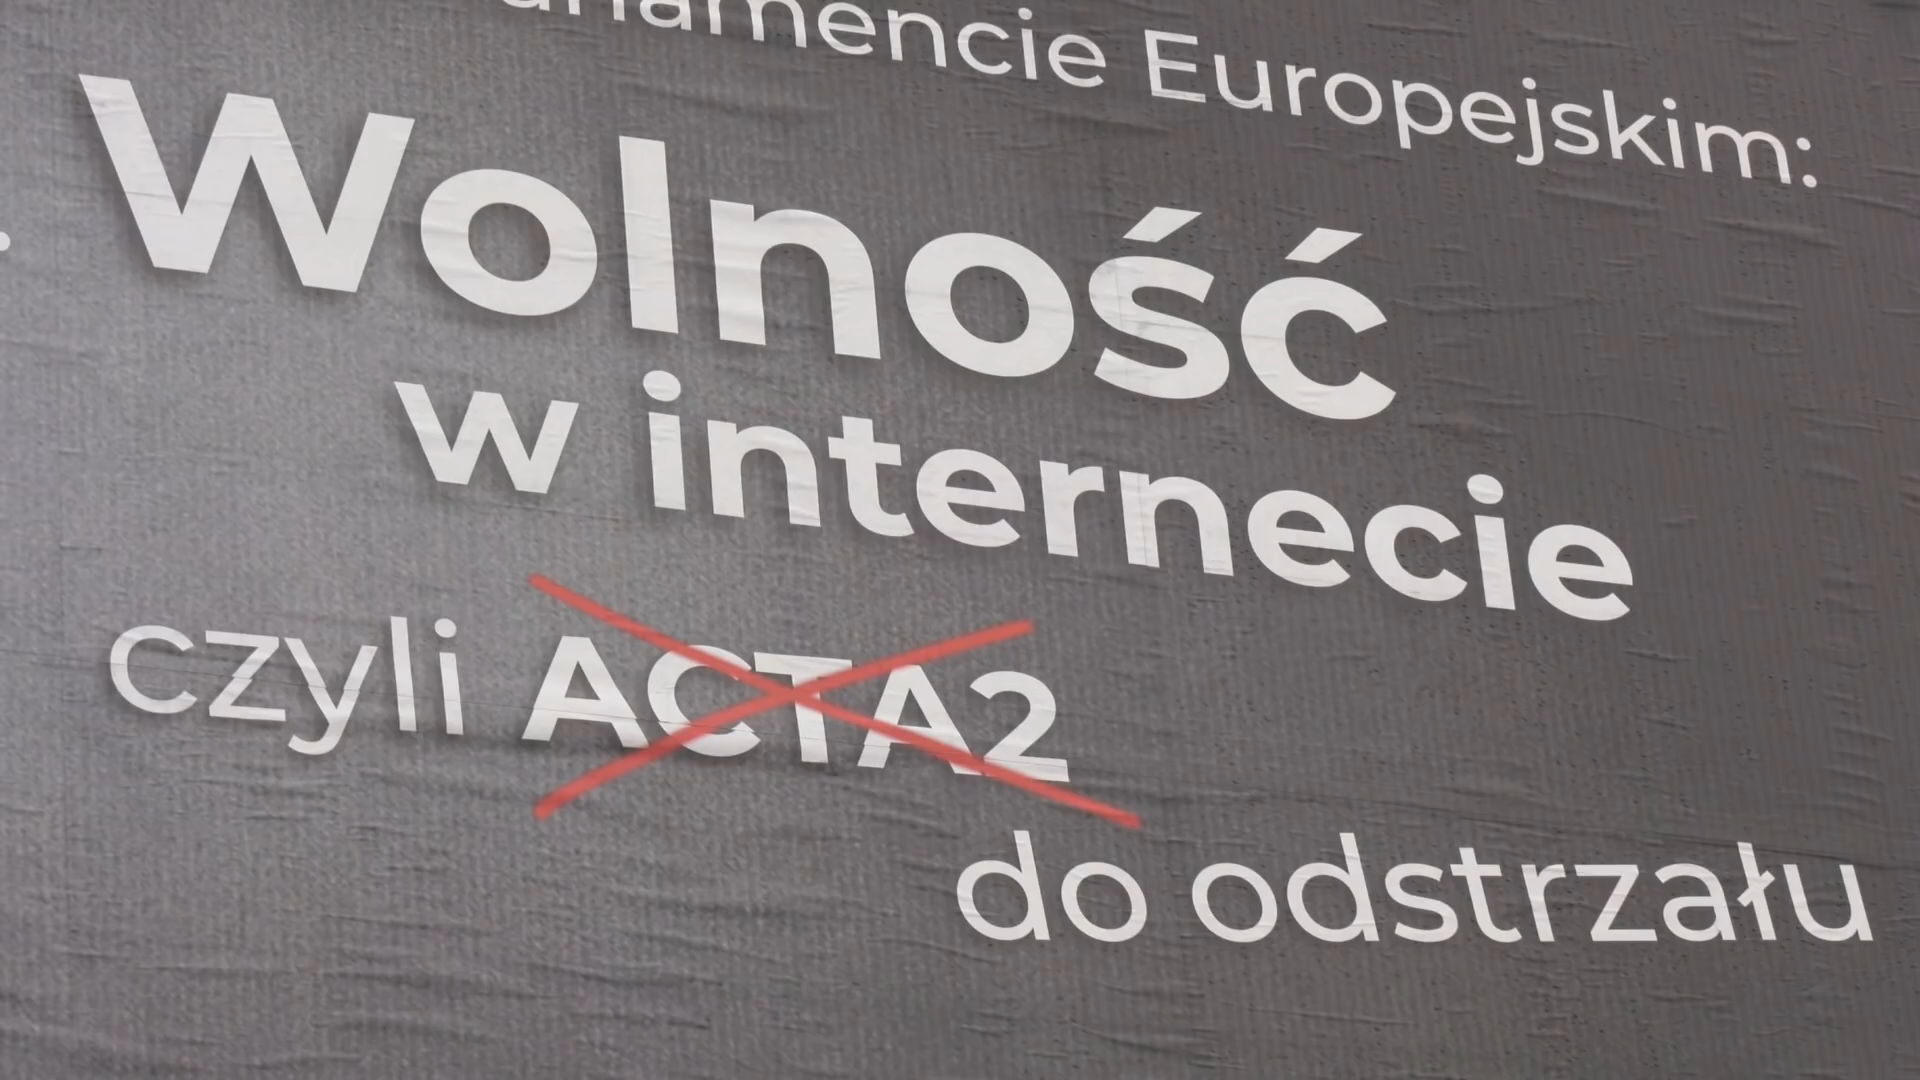 Europejskim:
Wolność
w internecie
czyli ACTA2
do odstrzału